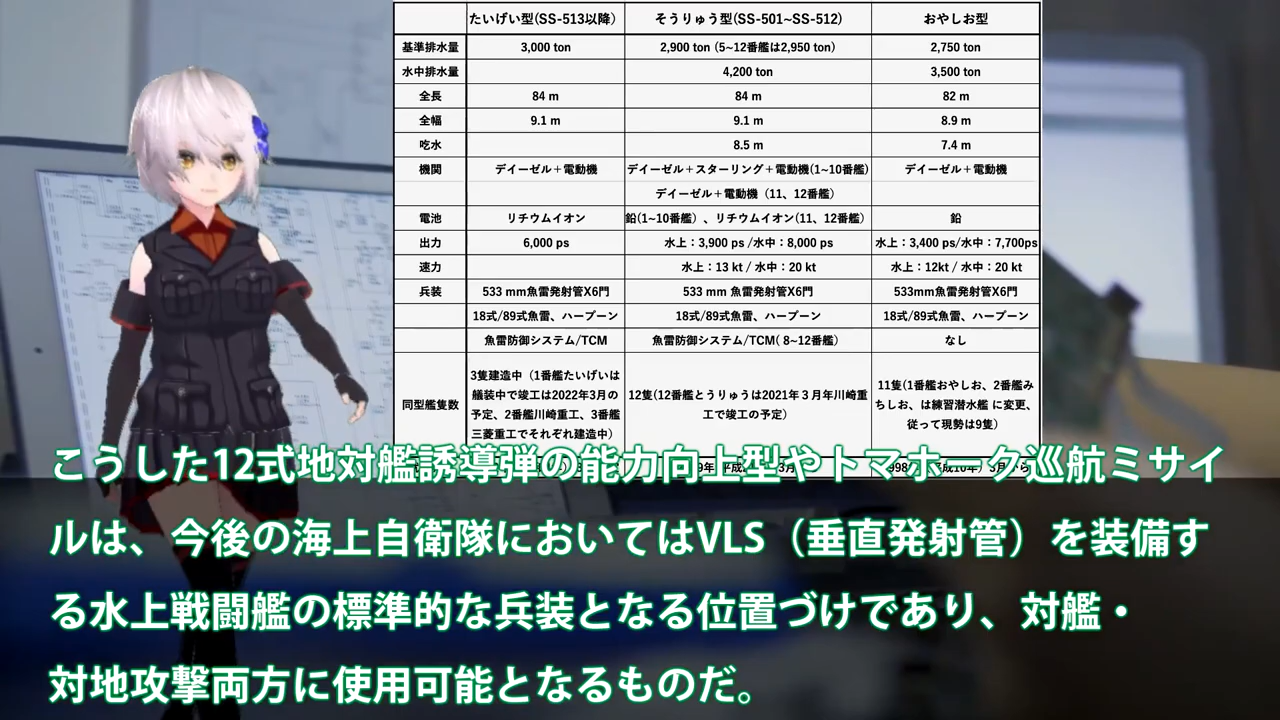 たいげい型(SS-513以降) そうりゅう型(SS-501~SS-512) おやしお型
基準排水量 3,000 ton 2,900 ton (5~12番艦は2,950 ton) 2,750 ton
水中排水量 4,200 ton 3,500 ton
全長 84 m 84 m 82 m
全幅 9.1 m 9.1 m 8.9 m
吃水 8.5 m 7.4 m
機関 デイーゼル＋電動機 デイーゼル＋スターリング＋電動機(1~10番艦) デイーゼル＋電動機
デイーゼル＋電動機（11、12番艦）
電池 リチウムイオン 鉛(1~10番艦）、リチウムイオン(11、12番艦） 鉛
出力 6,000 ps 水上：3,900 ps /水中：8,000 ps 水上：3,400 ps/水中：7,700ps
速力 水上：13 kt / 水中：20 kt 水上：12kt / 水中：20 kt
兵装 533 mm魚雷発射管X6門 533 mm 魚雷発射管X6門 533mm魚雷発射管X6門
18式/89式魚雷、ハープーン 18式/89式魚雷、ハープーン 18式/89式魚雷、ハープーン
魚雷防御システム/TCM 魚雷防御システム/TCM( 8~12番艦） なし
同型艦隻数
3隻建造中（1番艦たいげいは
艤装中で竣工は2022年3月の
予定、2番艦川崎重工、3番艦
三菱重工でそれぞれ建造中）
12隻(12番艦とうりゅうは2021年３月年川崎重
工で竣工の予定）
11隻(1番艦おやしお、2番艦み
ちしお、は練習潜水艦 に変更、
従って現勢は9隻）
こうした12式地対艦誘導弾の能力向上型やトマホーク巡航ミサイ
ルは、今後の海上自衛隊においてはVLS（垂直発射管）を装備す
る水上戦闘艦の標準的な兵装となる位置づけであり、対艦・
対地攻撃両方に使用可能となるものだ。